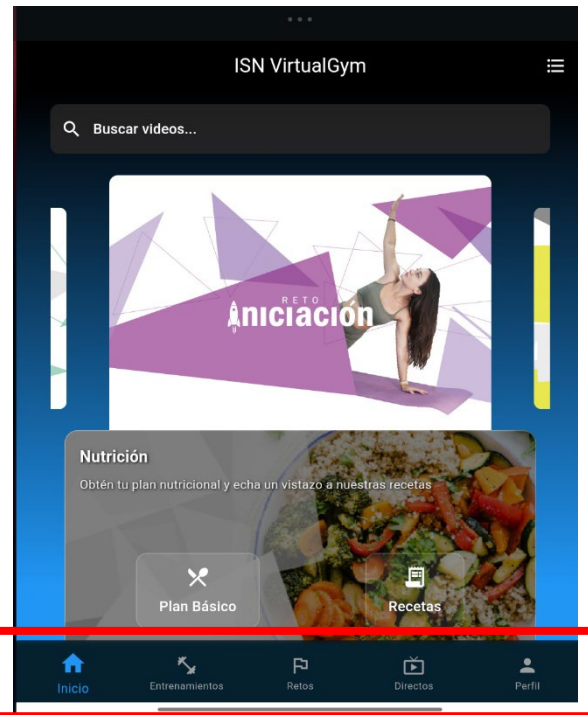 ISN VirtualGym
Buscar videos...
RETO
INICIACIÓN
Nutrición
Obtén tu plan nutricional y echa un vistazo a nuestras recetas
Plan Básico
Recetas
Inicio
Entrenamientos
Retos
Directos
Perfil